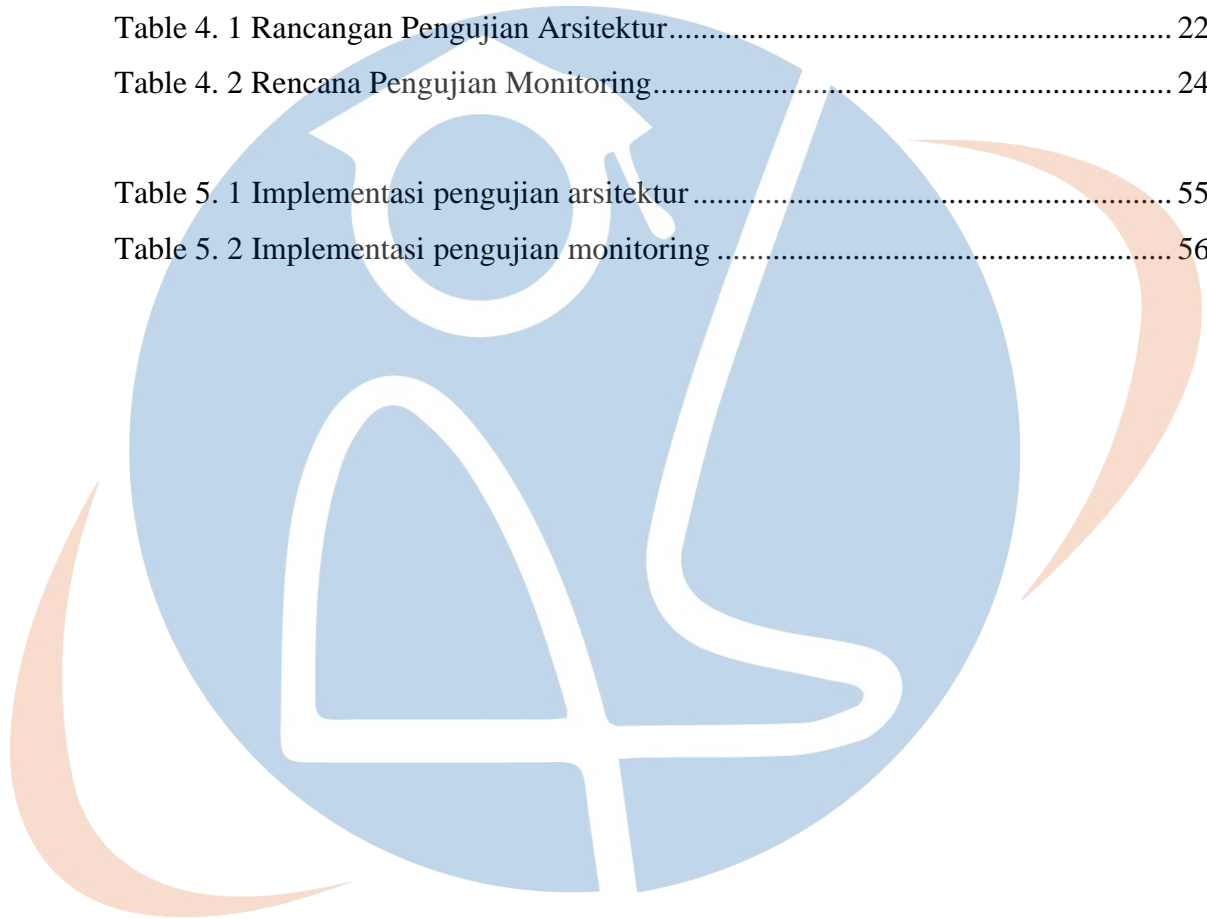 Table 4. 1 Rancangan Pengujian Arsitektur................................................................................ 22
Table 4. 2 Rencana Pengujian Monitoring.................................................................................. 24
Table 5. 1 Implementasi pengujian arsitektur ............................................................................ 55
Table 5. 2 Implementasi pengujian monitoring ......................................................................... 56